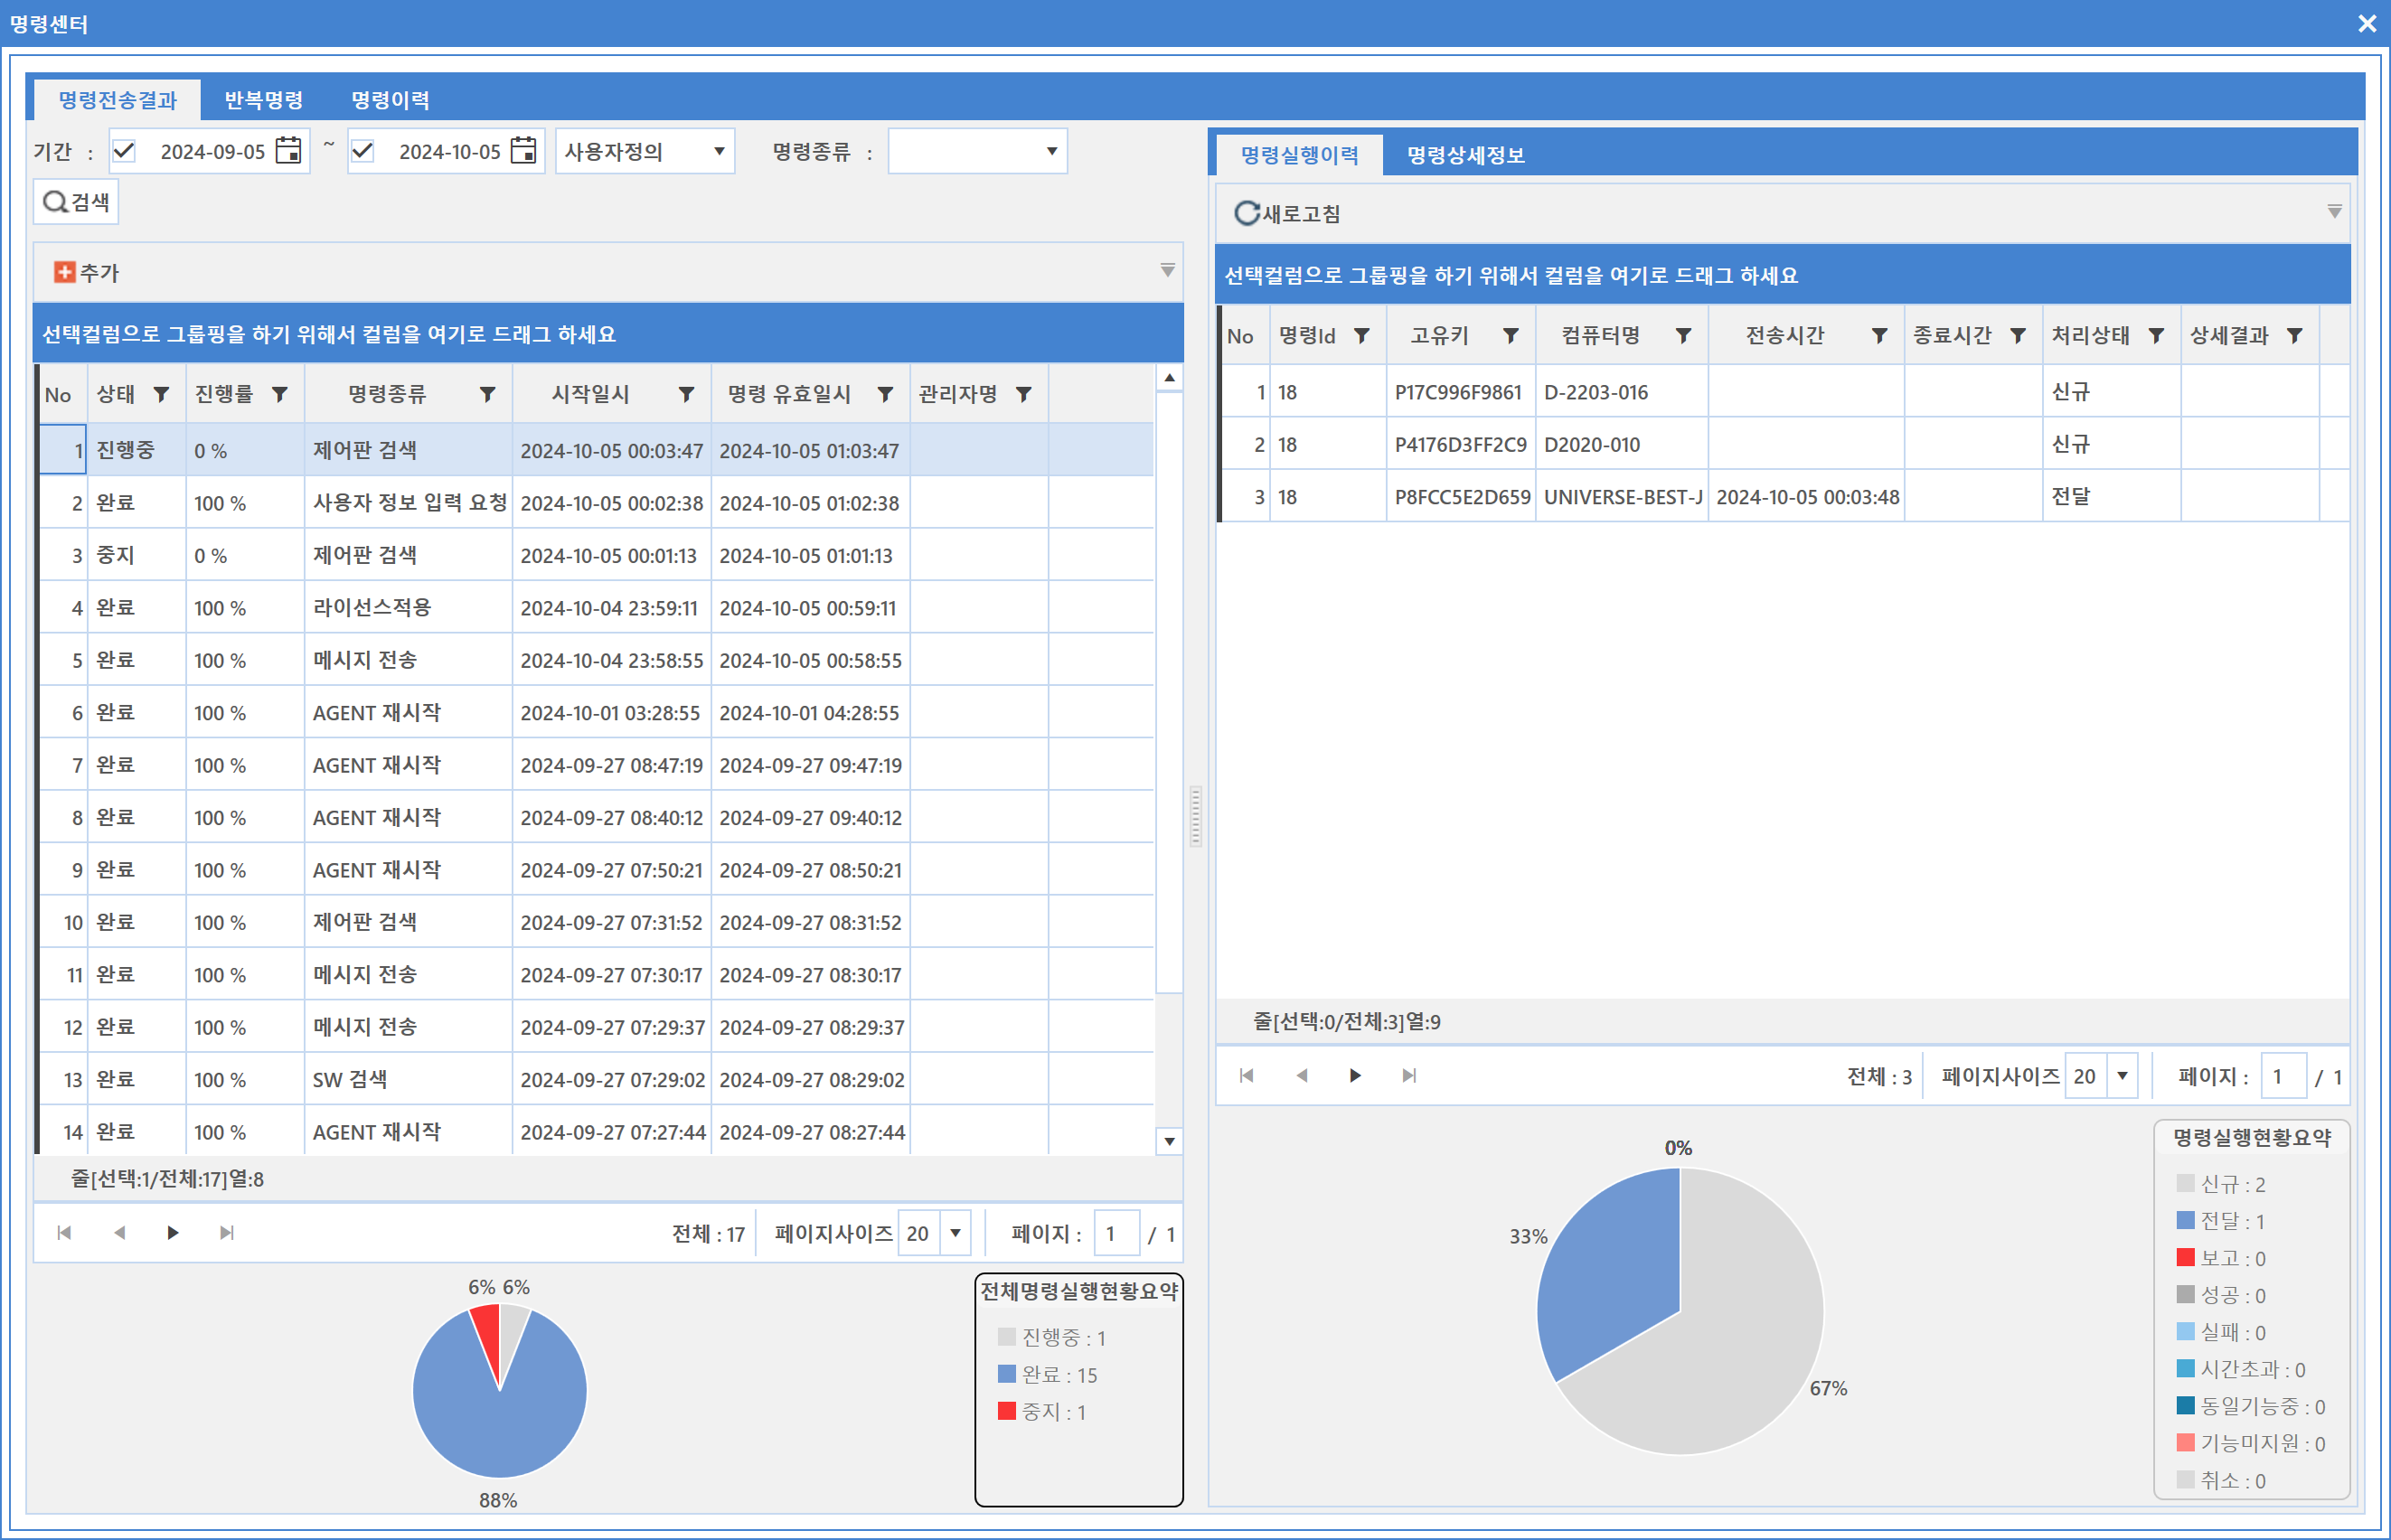 명령센터
명령전송결과 반복명령 명령이력
기간 : 2024-09-05 ~ 2024-10-05 사용자정의 명령종류 :
검색
추가
선택컬럼으로 그룹핑을 하기 위해서 컬럼을 여기로 드래그 하세요
No 상태 진행률 명령종류 시작일시 명령 유효일시 관리자명
1 진행중 0 % 제어판 검색 2024-10-05 00:03:47 2024-10-05 01:03:47
2 완료 100 % 사용자 정보 입력 요청 2024-10-05 00:02:38 2024-10-05 01:02:38
3 중지 0 % 제어판 검색 2024-10-05 00:01:13 2024-10-05 01:01:13
4 완료 100 % 라이선스적용 2024-10-04 23:59:11 2024-10-05 00:59:11
5 완료 100 % 메시지 전송 2024-10-04 23:58:55 2024-10-05 00:58:55
6 완료 100 % AGENT 재시작 2024-10-01 03:28:55 2024-10-01 04:28:55
7 완료 100 % AGENT 재시작 2024-09-27 08:47:19 2024-09-27 09:47:19
8 완료 100 % AGENT 재시작 2024-09-27 08:40:12 2024-09-27 09:40:12
9 완료 100 % AGENT 재시작 2024-09-27 07:50:21 2024-09-27 08:50:21
10 완료 100 % 제어판 검색 2024-09-27 07:31:52 2024-09-27 08:31:52
11 완료 100 % 메시지 전송 2024-09-27 07:30:17 2024-09-27 08:30:17
12 완료 100 % 메시지 전송 2024-09-27 07:29:37 2024-09-27 08:29:37
13 완료 100 % SW 검색 2024-09-27 07:29:02 2024-09-27 08:29:02
14 완료 100 % AGENT 재시작 2024-09-27 07:27:44 2024-09-27 08:27:44
줄[선택:1/전체:17]열:8
전체 : 17 페이지사이즈 20 페이지 : 1 / 1
6% 6%
88%
전체명령실행현황요약
진행중 : 1
완료 : 15
중지 : 1
명령실행이력 명령상세정보
새로고침
선택컬럼으로 그룹핑을 하기 위해서 컬럼을 여기로 드래그 하세요
No 명령Id 고유키 컴퓨터명 전송시간 종료시간 처리상태 상세결과
1 18 P17C996F9861 D-2203-016 신규
2 18 P4176D3FF2C9 D2020-010 신규
3 18 P8FCC5E2D659 UNIVERSE-BEST-J 2024-10-05 00:03:48 전달
줄[선택:0/전체:3]열:9
전체 : 3 페이지사이즈 20 페이지 : 1 / 1
0%
33%
67%
명령실행현황요약
신규 : 2
전달 : 1
보고 : 0
성공 : 0
실패 : 0
시간초과 : 0
동일기능중 : 0
기능미지원 : 0
취소 : 0